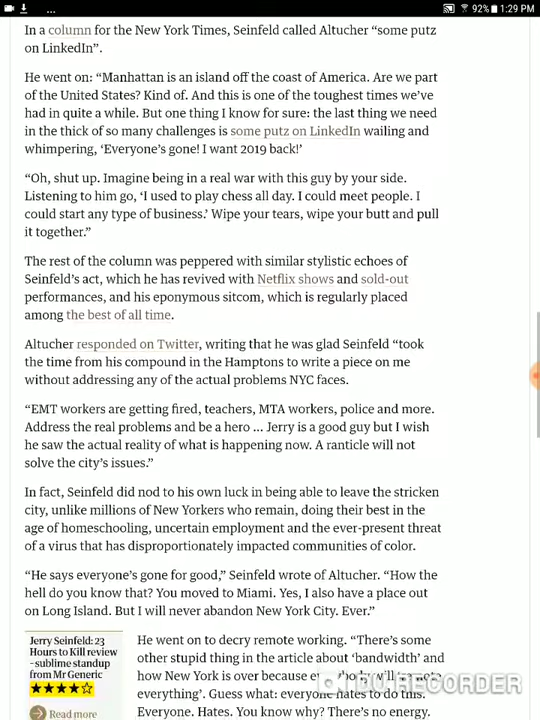 92% 1:29 PM
In a column for the New York Times, Seinfeld called Altucher “some putz
on LinkedIn”.
He went on: “Manhattan is an island off the coast of America. Are we part
of the United States? Kind of. And this is one of the toughest times we’ve
had in quite a while. But one thing I know for sure: the last thing we need
in the thick of so many challenges is some putz on LinkedIn wailing and
whimpering, ‘Everyone’s gone! I want 2019 back!’
“Oh, shut up. Imagine being in a real war with this guy by your side.
Listening to him go, ‘I used to play chess all day. I could meet people. I
could start any type of business.’ Wipe your tears, wipe your butt and pull
it together.”
The rest of the column was peppered with similar stylistic echoes of
Seinfeld’s act, which he has revived with Netflix shows and sold-out
performances, and his eponymous sitcom, which is regularly placed
among the best of all time.
Altucher responded on Twitter, writing that he was glad Seinfeld “took
the time from his compound in the Hamptons to write a piece on me
without addressing any of the actual problems NYC faces.
“EMT workers are getting fired, teachers, MTA workers, police and more.
Address the real problems and be a hero ... Jerry is a good guy but I wish
he saw the actual reality of what is happening now. A ranticle will not
solve the city’s issues.”
In fact, Seinfeld did nod to his own luck in being able to leave the stricken
city, unlike millions of New Yorkers who remain, doing their best in the
age of homeschooling, uncertain employment and the ever-present threat
of a virus that has disproportionately impacted communities of color.
“He says everyone’s gone for good,” Seinfeld wrote of Altucher. “How the
hell do you know that? You moved to Miami. Yes, I also have a place out
on Long Island. But I will never abandon New York City. Ever.”
Jerry Seinfeld: 23
Hours to Kill review
– sublime standup
from Mr Generic
★★★★☆
Read more
He went on to decry remote working. “There’s some
other stupid thing in the article about ‘bandwidth’ and
how New York is over because
everything’. Guess what: everyone hates to do this.
Everyone. Hates. You know why? There’s no energy.
DU RECORDER